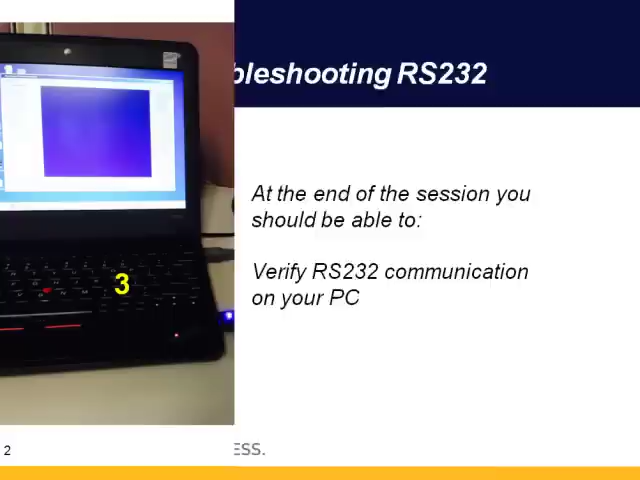 bleshooting RS232
At the end of the session you
should be able to:
Verify RS232 communication
on your PC
3
2
ESS.